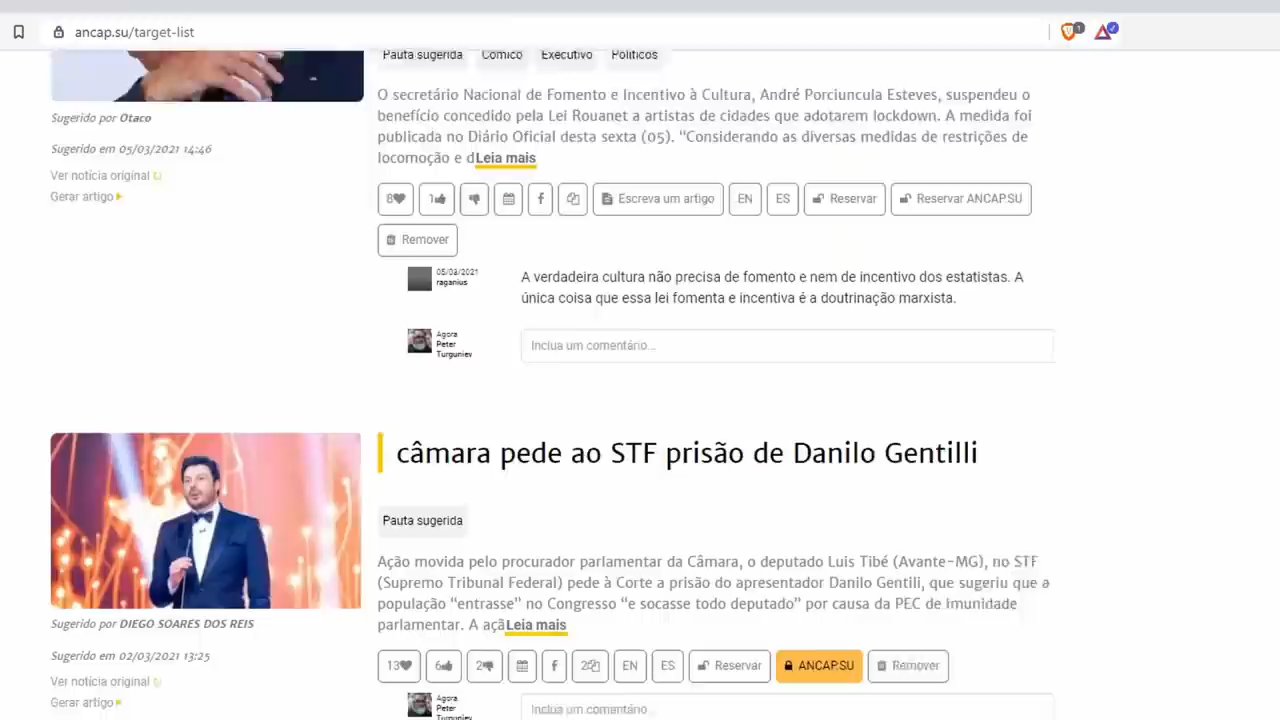 ancap.su/target-list
1
Pauta sugerida Cômico Executivo Políticos
O secretário Nacional de Fomento e Incentivo à Cultura, André Porciuncula Esteves, suspendeu o
benefício concedido pela Lei Rouanet a artistas de cidades que adotarem lockdown. A medida foi
publicada no Diário Oficial desta sexta (05). "Considerando as diversas medidas de restrições de
locomoção e dLeia mais
Sugerido por Otaco
Sugerido em 05/03/2021 14:46
Ver notícia original
Gerar artigo
8 1 Escreva um artigo EN ES Reservar Reservar ANCAP.SU
Remover
05/03/2021
raganius
A verdadeira cultura não precisa de fomento e nem de incentivo dos estatistas. A
única coisa que essa lei fomenta e incentiva é a doutrinação marxista.
Agora
Peter
Turguniev
Inclua um comentário...
câmara pede ao STF prisão de Danilo Gentilli
Pauta sugerida
Ação movida pelo procurador parlamentar da Câmara, o deputado Luis Tibé (Avante-MG), no STF
(Supremo Tribunal Federal) pede à Corte a prisão do apresentador Danilo Gentili, que sugeriu que a
população "entrasse" no Congresso "e socasse todo deputado" por causa da PEC de imunidade
parlamentar. A açãLeia mais
Sugerido por DIEGO SOARES DOS REIS
Sugerido em 02/03/2021 13:25
Ver notícia original
Gerar artigo
13 6 2 2 EN ES Reservar ANCAP.SU Remover
Agora
Peter
Turguniev
Inclua um comentário...